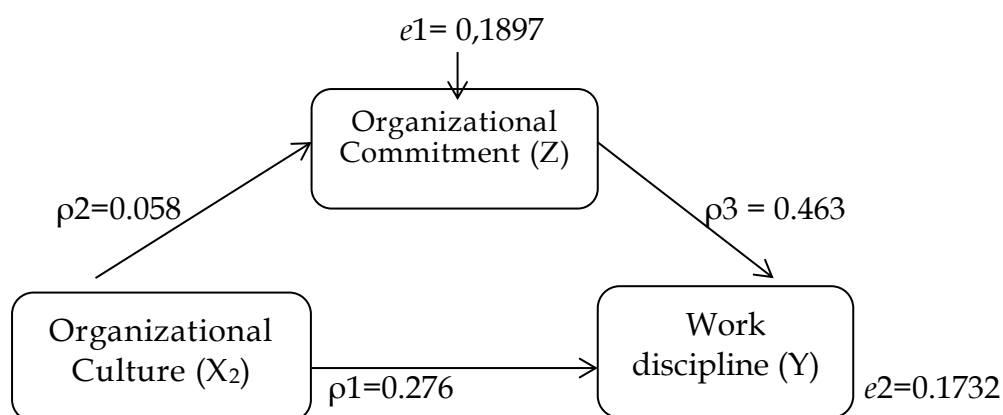 e1= 0,1897
Organizational
Commitment (Z)
ρ2=0.058
ρ3 = 0.463
Organizational
Culture (X₂)
ρ1=0.276
Work
discipline (Y)
e2=0.1732